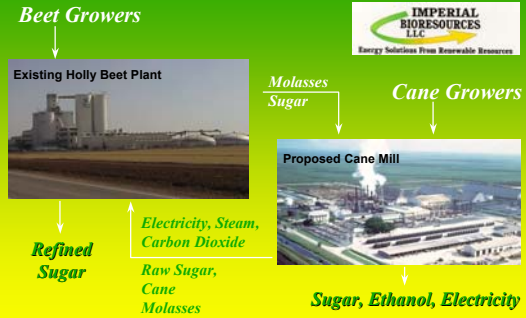 Beet Growers
IMPERIAL
BIORESOURCES
LLC
Energy Solutions From Renewable Resources
Existing Holly Beet Plant
Molasses
Sugar
Cane Growers
Proposed Cane Mill
Electricity, Steam,
Carbon Dioxide
Refined
Sugar
Raw Sugar,
Cane
Molasses
Sugar, Ethanol, Electricity